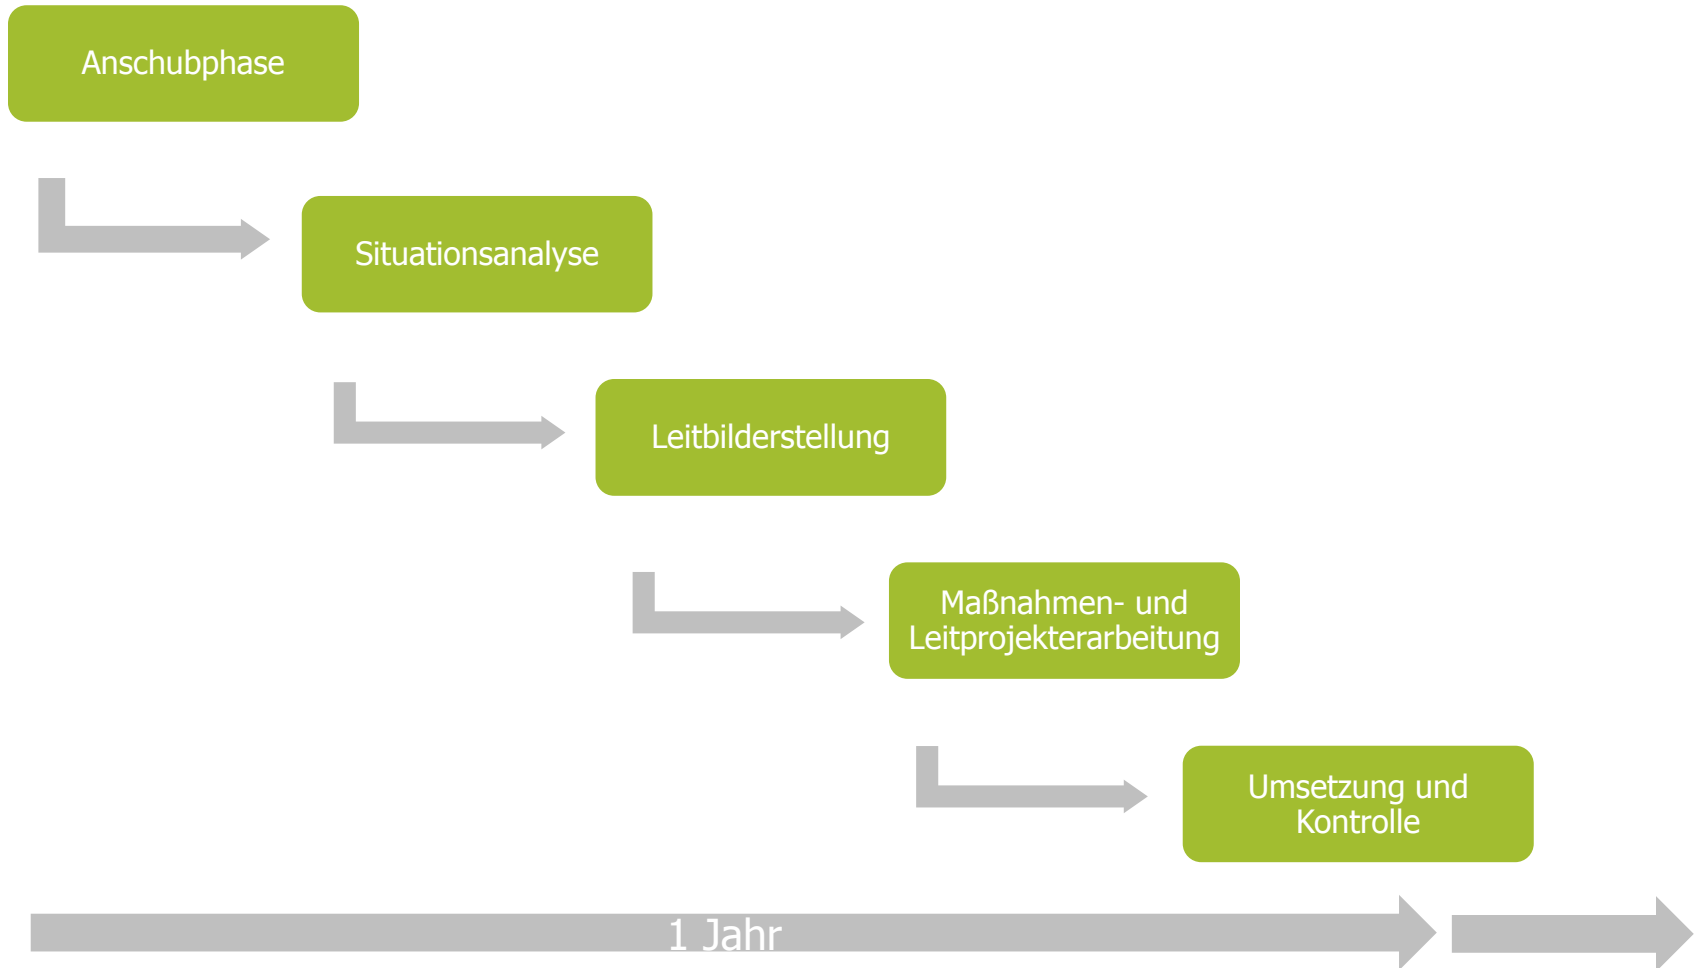 Anschubphase
Situationsanalyse
Leitbilderstellung
Maßnahmen- und
Leitprojekterarbeitung
Umsetzung und
Kontrolle
1 Jahr